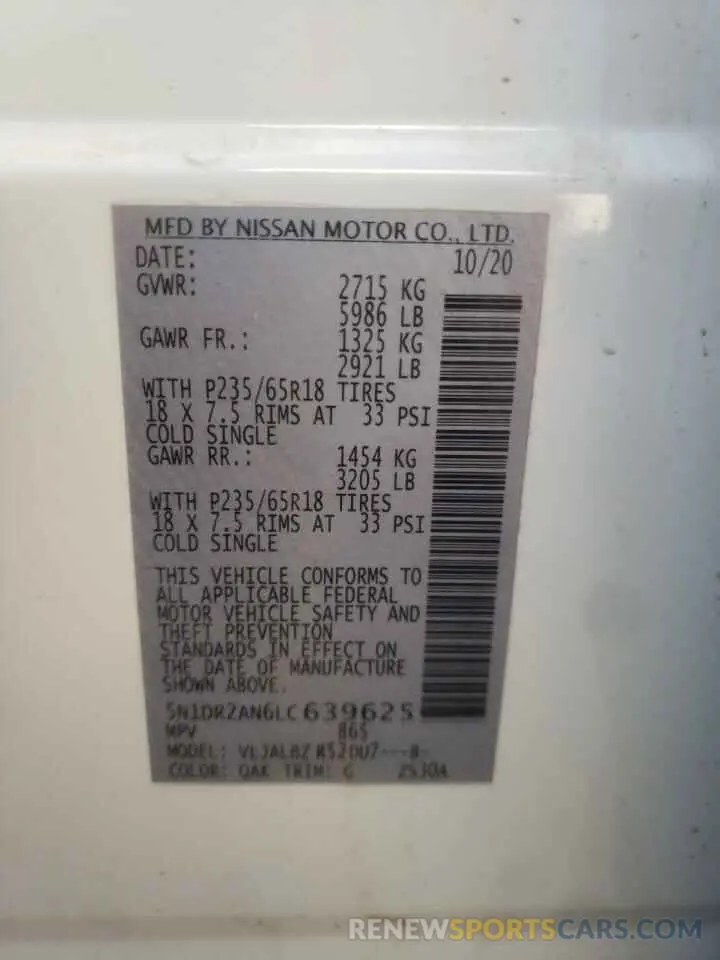 MFD BY NISSAN MOTOR CO., LTD.
DATE: 10/20
GVWR: 2715 KG
5986 LB
GAWR FR.: 1325 KG
2921 LB
WITH P235/65R18 TIRES
18 X 7.5 RIMS AT 33 PSI
COLD SINGLE
GAWR RR.: 1454 KG
3205 LB
WITH P235/65R18 TIRES
18 X 7.5 RIMS AT 33 PSI
COLD SINGLE
THIS VEHICLE CONFORMS TO
ALL APPLICABLE FEDERAL
MOTOR VEHICLE SAFETY AND
THEFT PREVENTION
STANDARDS IN EFFECT ON
THE DATE OF MANUFACTURE
SHOWN ABOVE.
5N1DR2AN6LC639625
MPV 865
MODEL:
COLOR: QAK TRIM: G
RENEWSPORTSCARS.COM